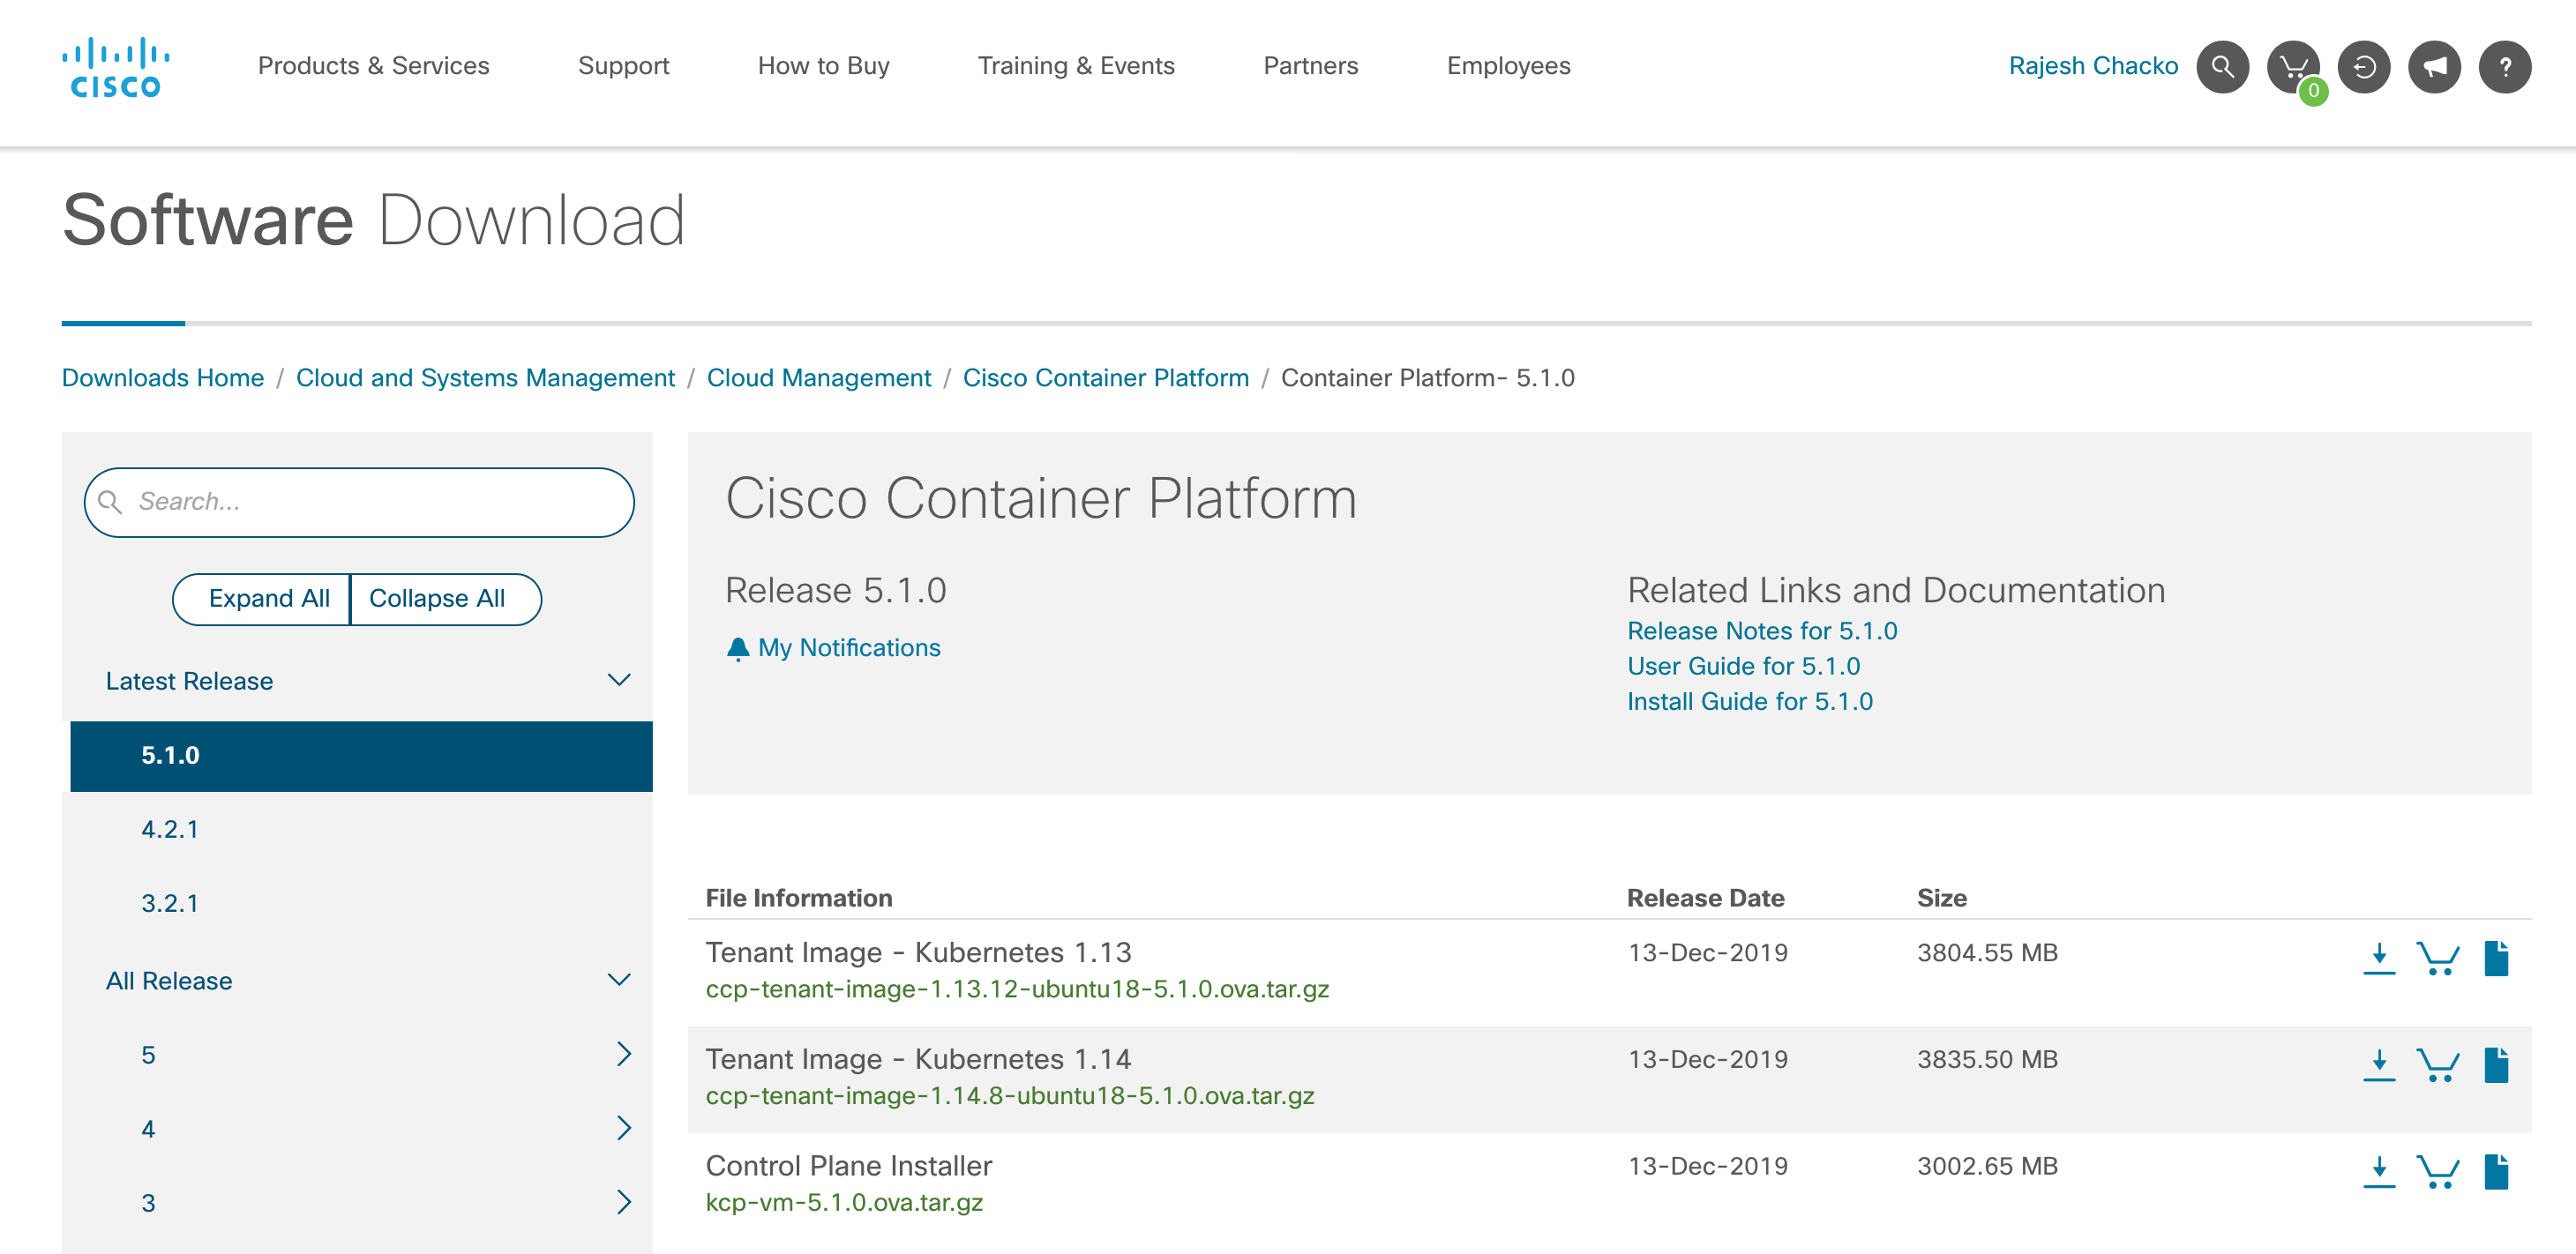 CISCO
Products & Services
Support
How to Buy
Training & Events
Partners
Employees
Rajesh Chacko
0
?
Software Download
Downloads Home / Cloud and Systems Management / Cloud Management / Cisco Container Platform / Container Platform- 5.1.0
Search...
Expand All
Collapse All
Latest Release
5.1.0
4.2.1
3.2.1
All Release
5
4
3
Cisco Container Platform
Release 5.1.0
My Notifications
Related Links and Documentation
Release Notes for 5.1.0
User Guide for 5.1.0
Install Guide for 5.1.0
File Information Release Date Size
Tenant Image - Kubernetes 1.13 13-Dec-2019 3804.55 MB
ccp-tenant-image-1.13.12-ubuntu18-5.1.0.ova.tar.gz
Tenant Image - Kubernetes 1.14 13-Dec-2019 3835.50 MB
ccp-tenant-image-1.14.8-ubuntu18-5.1.0.ova.tar.gz
Control Plane Installer 13-Dec-2019 3002.65 MB
kcp-vm-5.1.0.ova.tar.gz